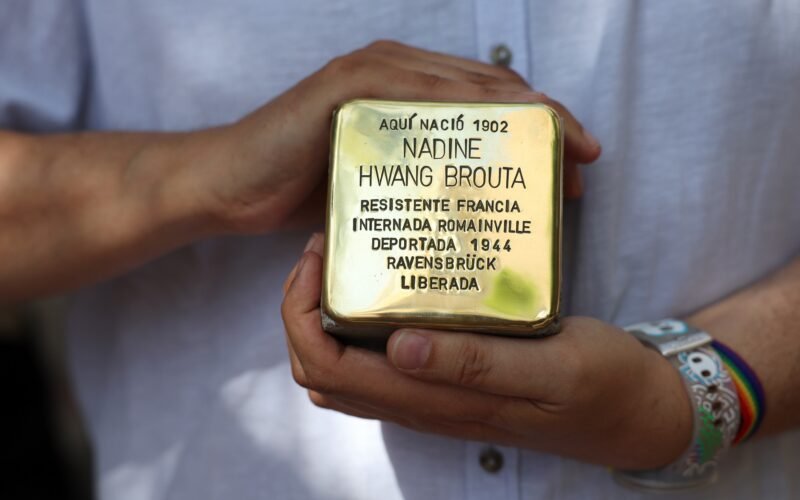 AQUÍ NACIÓ 1902
NADINE
HWANG BROUTA
RESISTENTE FRANCIA
INTERNADA ROMAINVILLE
DEPORTADA 1944
RAVENSBRÜCK
LIBERADA